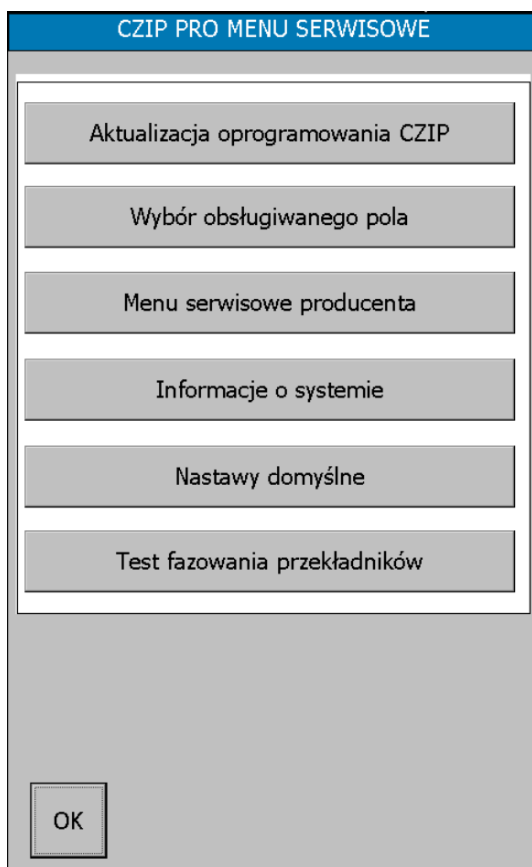 CZIP PRO MENU SERWISOWE
Aktualizacja oprogramowania CZIP
Wybór obsługiwanego pola
Menu serwisowe producenta
Informacje o systemie
Nastawy domyślne
Test fazowania przekładników
OK